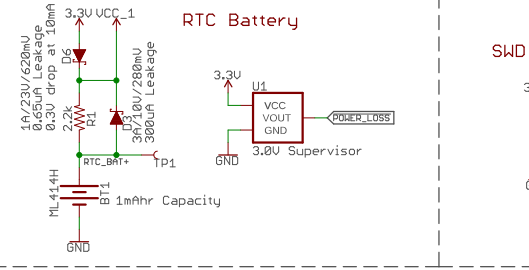 RTC Battery
3.3V
VCC_1
1A/23V/620mV
0.65uA Leakage
0.3V drop at 10mA
D6
2.2k
R1
D3
3A/10V/280mV
300uA Leakage
RTC_BAT+
TP1
ML414H
BT1
1mAhr Capacity
GND
3.3V
U1
VCC
VOUT
GND
POWER_LOSS
GND
3.0V Supervisor
SWD